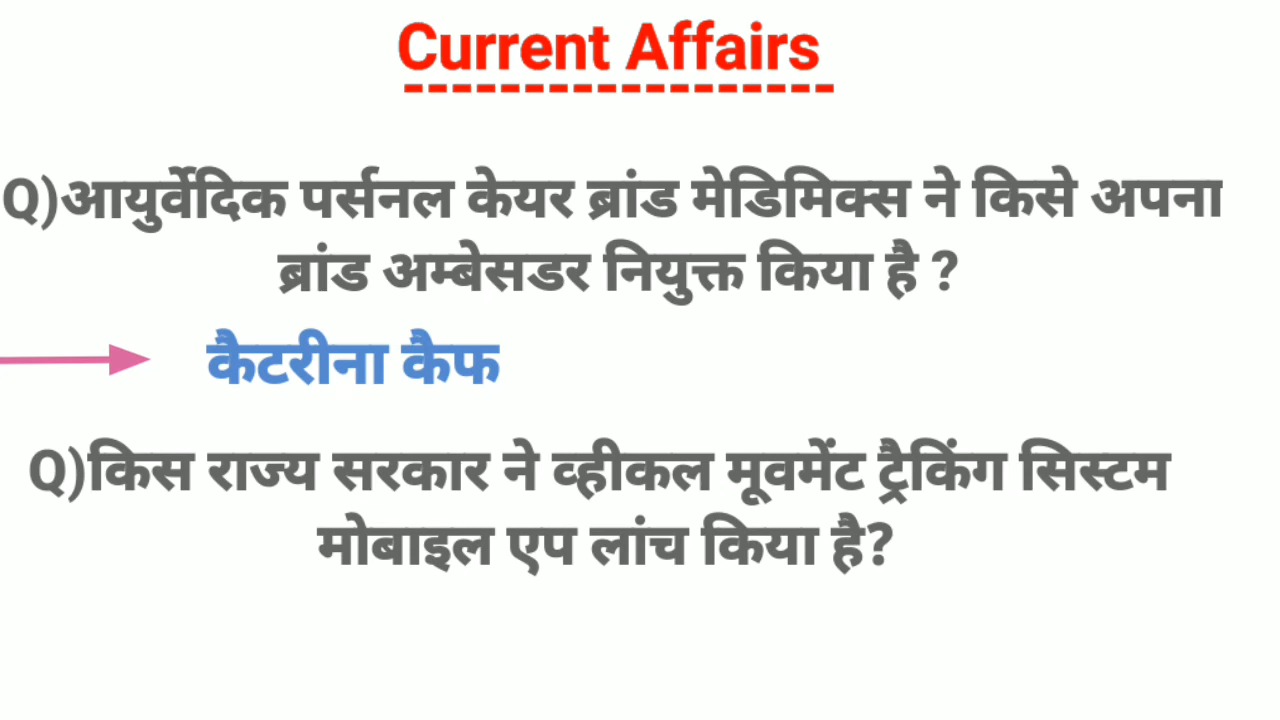 Current Affairs
------------------
Q)आयुर्वेदिक पर्सनल केयर ब्रांड मेडिमिक्स ने किसे अपना
ब्रांड अम्बेसडर नियुक्त किया है ?
कैटरीना कैफ
Q)किस राज्य सरकार ने व्हीकल मूवमेंट ट्रैकिंग सिस्टम
मोबाइल एप लांच किया है?